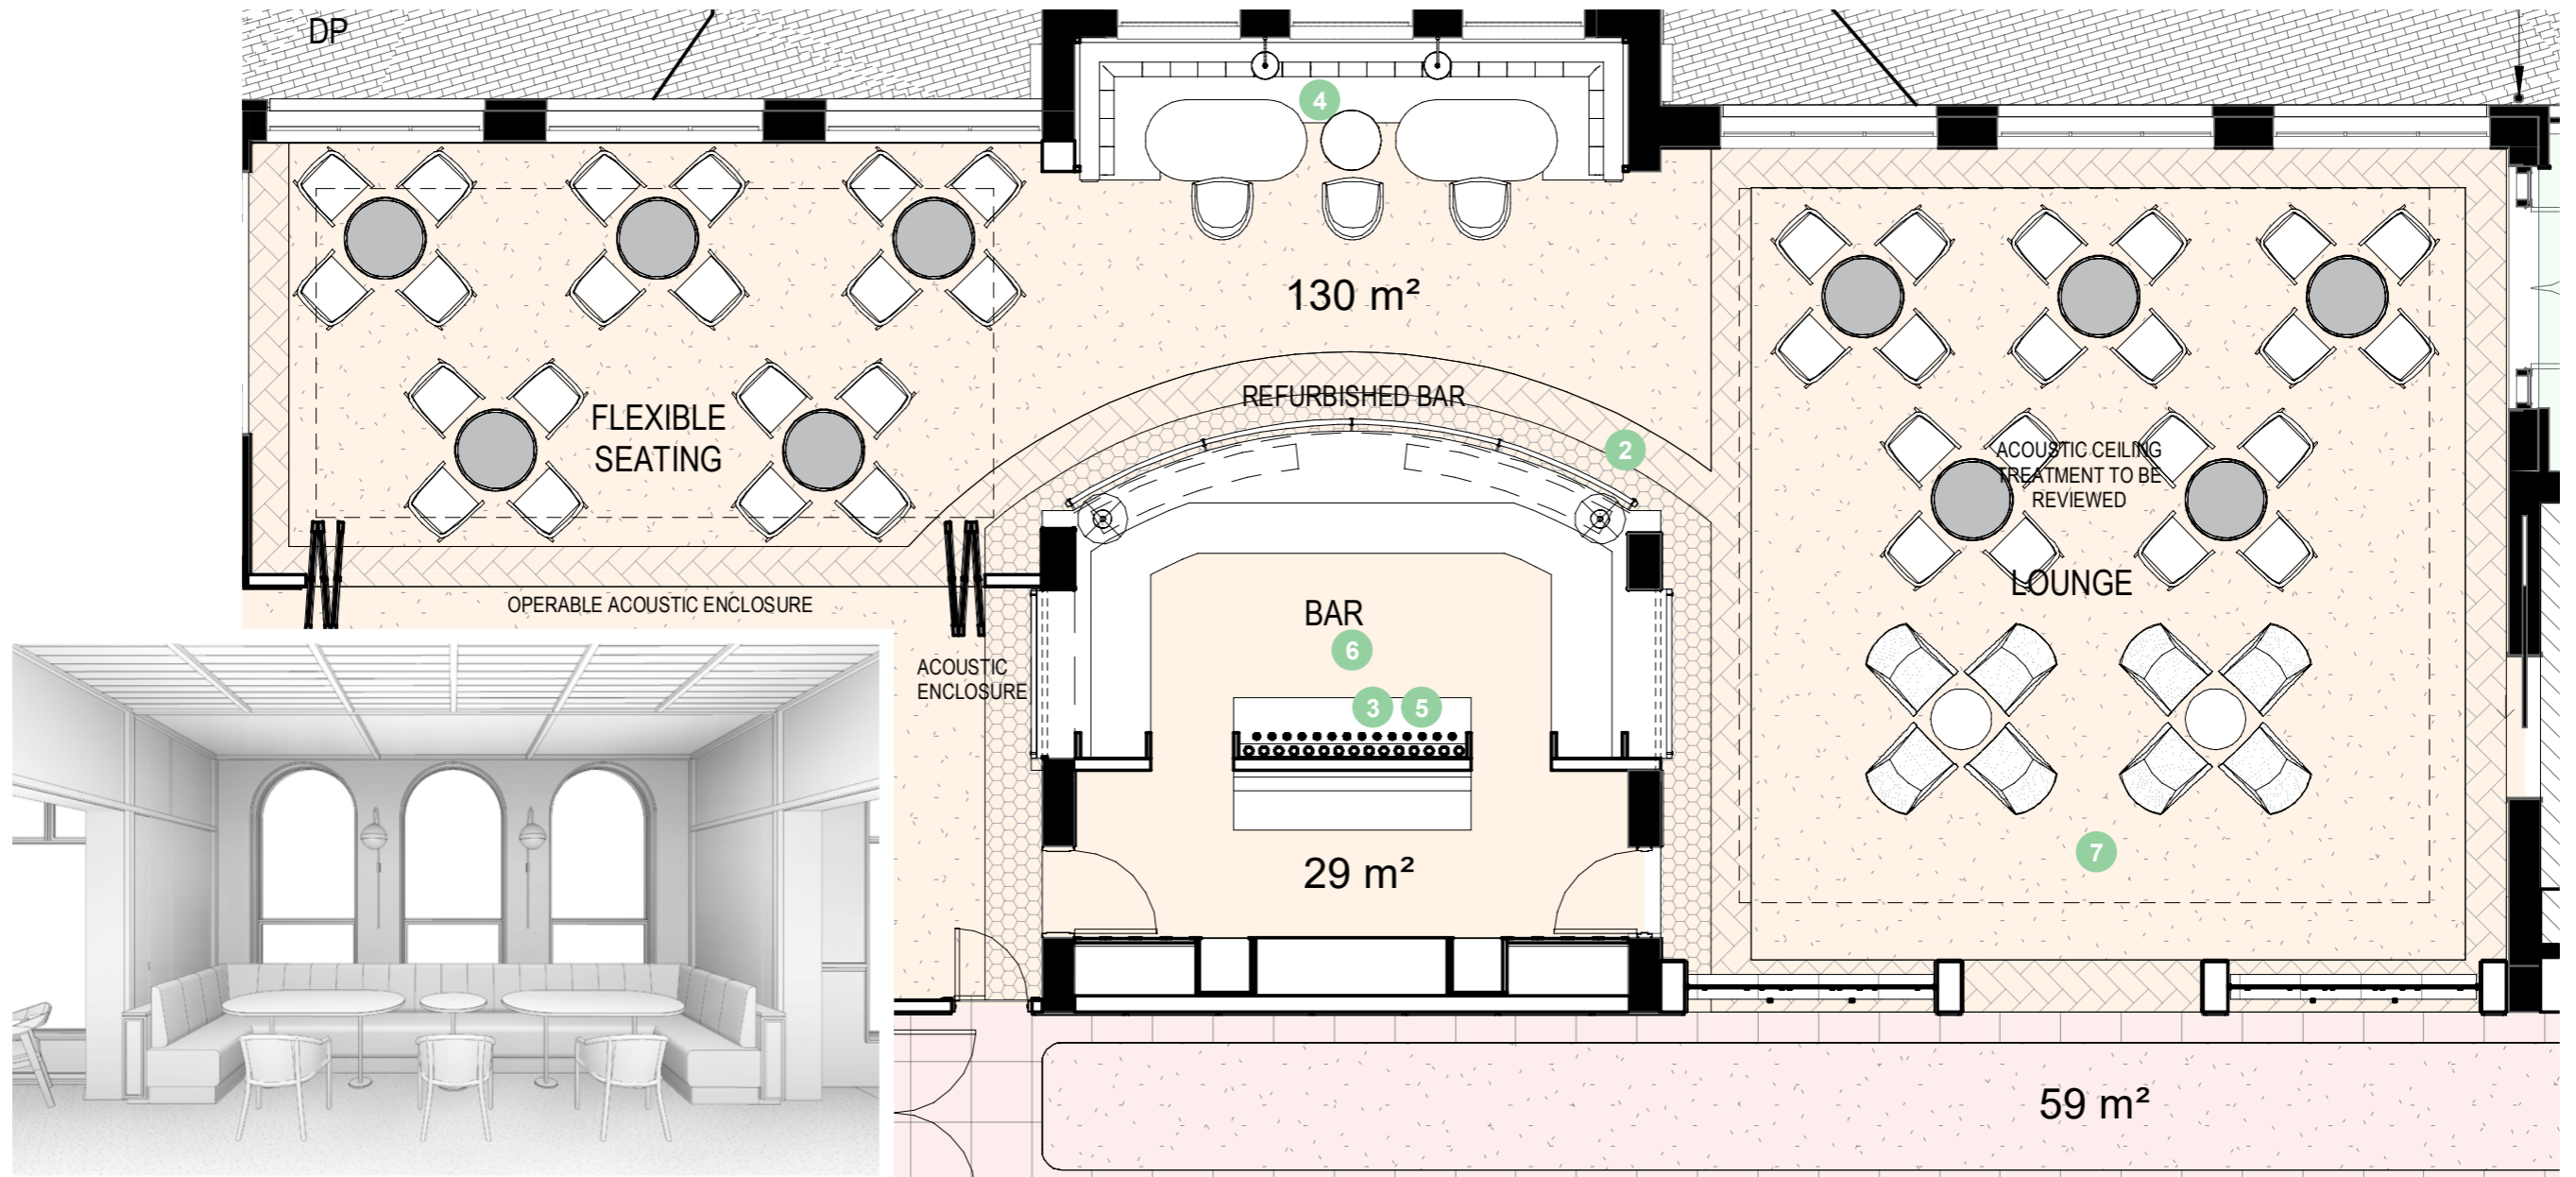 DP
4
130 m²
REFURBISHED BAR
2
FLEXIBLE
SEATING
ACOUSTIC CEILING
TREATMENT TO BE
REVIEWED
LOUNGE
OPERABLE ACOUSTIC ENCLOSURE
BAR
6
ACOUSTIC
ENCLOSURE
3
5
7
29 m²
59 m²